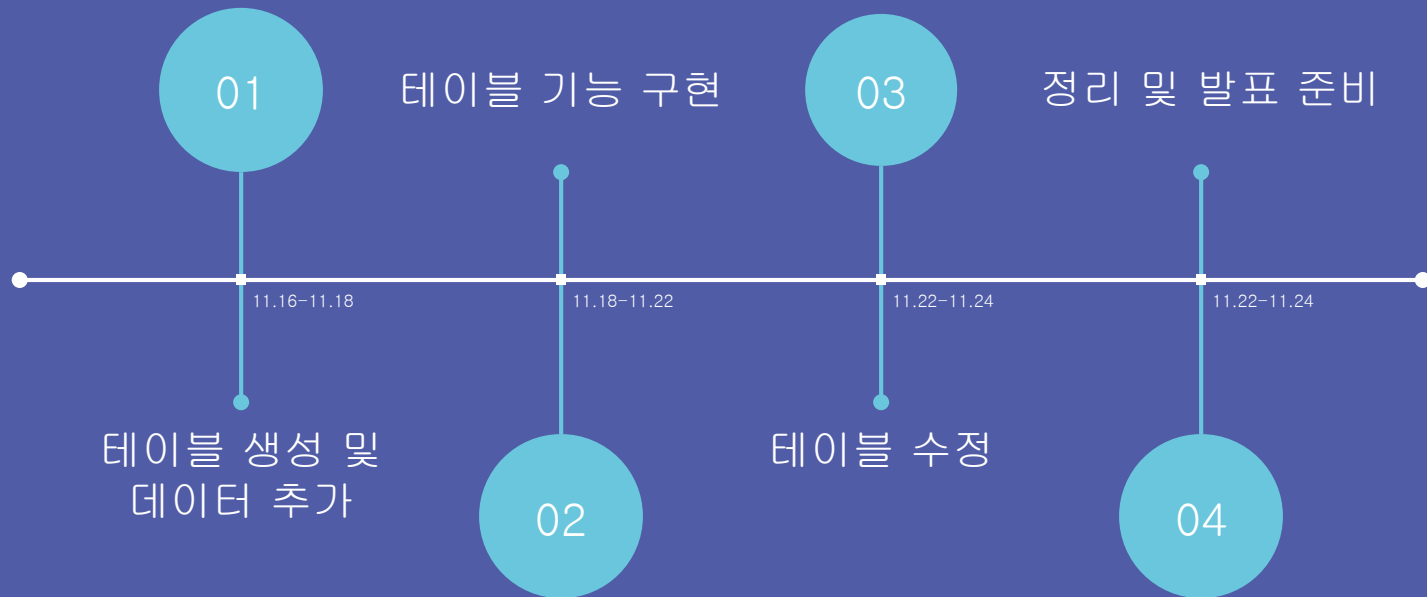 01
11.16-11.18
테이블 생성 및
데이터 추가
테이블 기능 구현
11.18-11.22
02
03
11.22-11.24
테이블 수정
정리 및 발표 준비
11.22-11.24
04